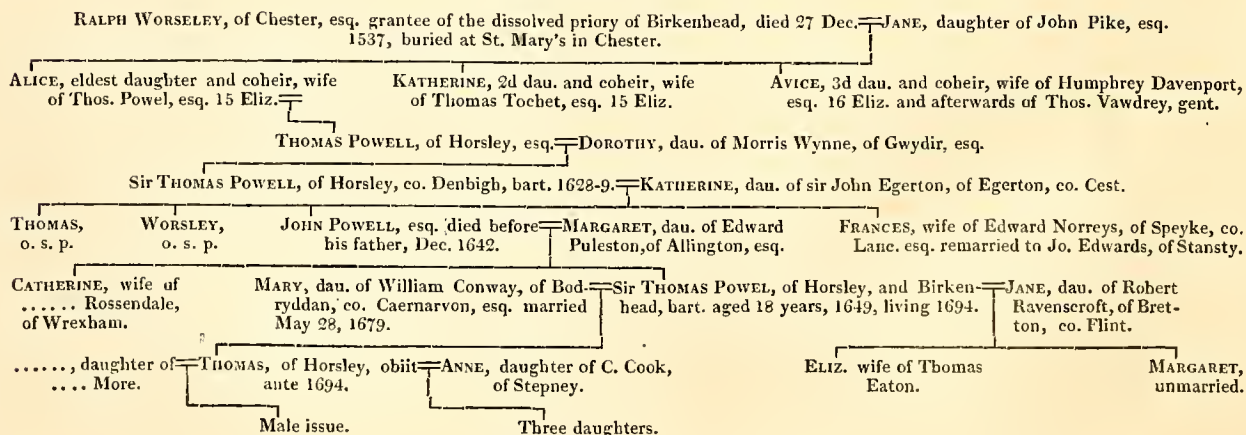 RALPH WORSELEY, of Chester, esq. grantee of the dissolved priory of Birkenhead, died 27 Dec. JANE, daughter of John Pike, esq.
1537, buried at St. Mary's in Chester.
ALICE, eldest daughter and coheir, wife
of Thos. Powel, esq. 15 Eliz.
KATHERINE, 2d dau. and coheir, wife
of Thomas Tochet, esq. 15 Eliz.
AVICE, 3d dau. and coheir, wife of Humphrey Davenport,
esq. 16 Eliz. and afterwards of Thos. Vawdrey, gent.
THOMAS POWELL, of Horsley, esq. DOROTHY, dau. of Morris Wynne, of Gwydir, esq.
Sir THOMAS POWELL, of Horsley, co. Denbigh, bart. 1628-9. KATHERINE, dau. of sir John Egerton, of Egerton, co. Cest.
THOMAS,
o. s. p.
WORSLEY,
o. s. p.
JOHN POWELL, esq. died before
his father, Dec. 1642.
MARGARET, dau. of Edward
Puleston, of Allington, esq.
FRANCES, wife of Edward Norreys, of Speyke, co.
Lanc. esq. remarried to Jo. Edwards, of Stansty.
CATHERINE, wife of
...... Rossendale,
of Wrexham.
MARY, dau. of William Conway, of Bod-
ryddan, co. Caernarvon, esq. married
May 28, 1679.
Sir THOMAS POWEL, of Horsley, and Birken-
head, bart. aged 18 years, 1649, living 1694.
JANE, dau. of Robert
Ravenscroft, of Bret-
ton, co. Flint.
......, daughter of
.... More.
THOMAS, of Horsley, obiit
ante 1694.
ANNE, daughter of C. Cook,
of Stepney.
ELIZ. wife of Thomas
Eaton.
MARGARET,
unmarried.
Male issue.
Three daughters.